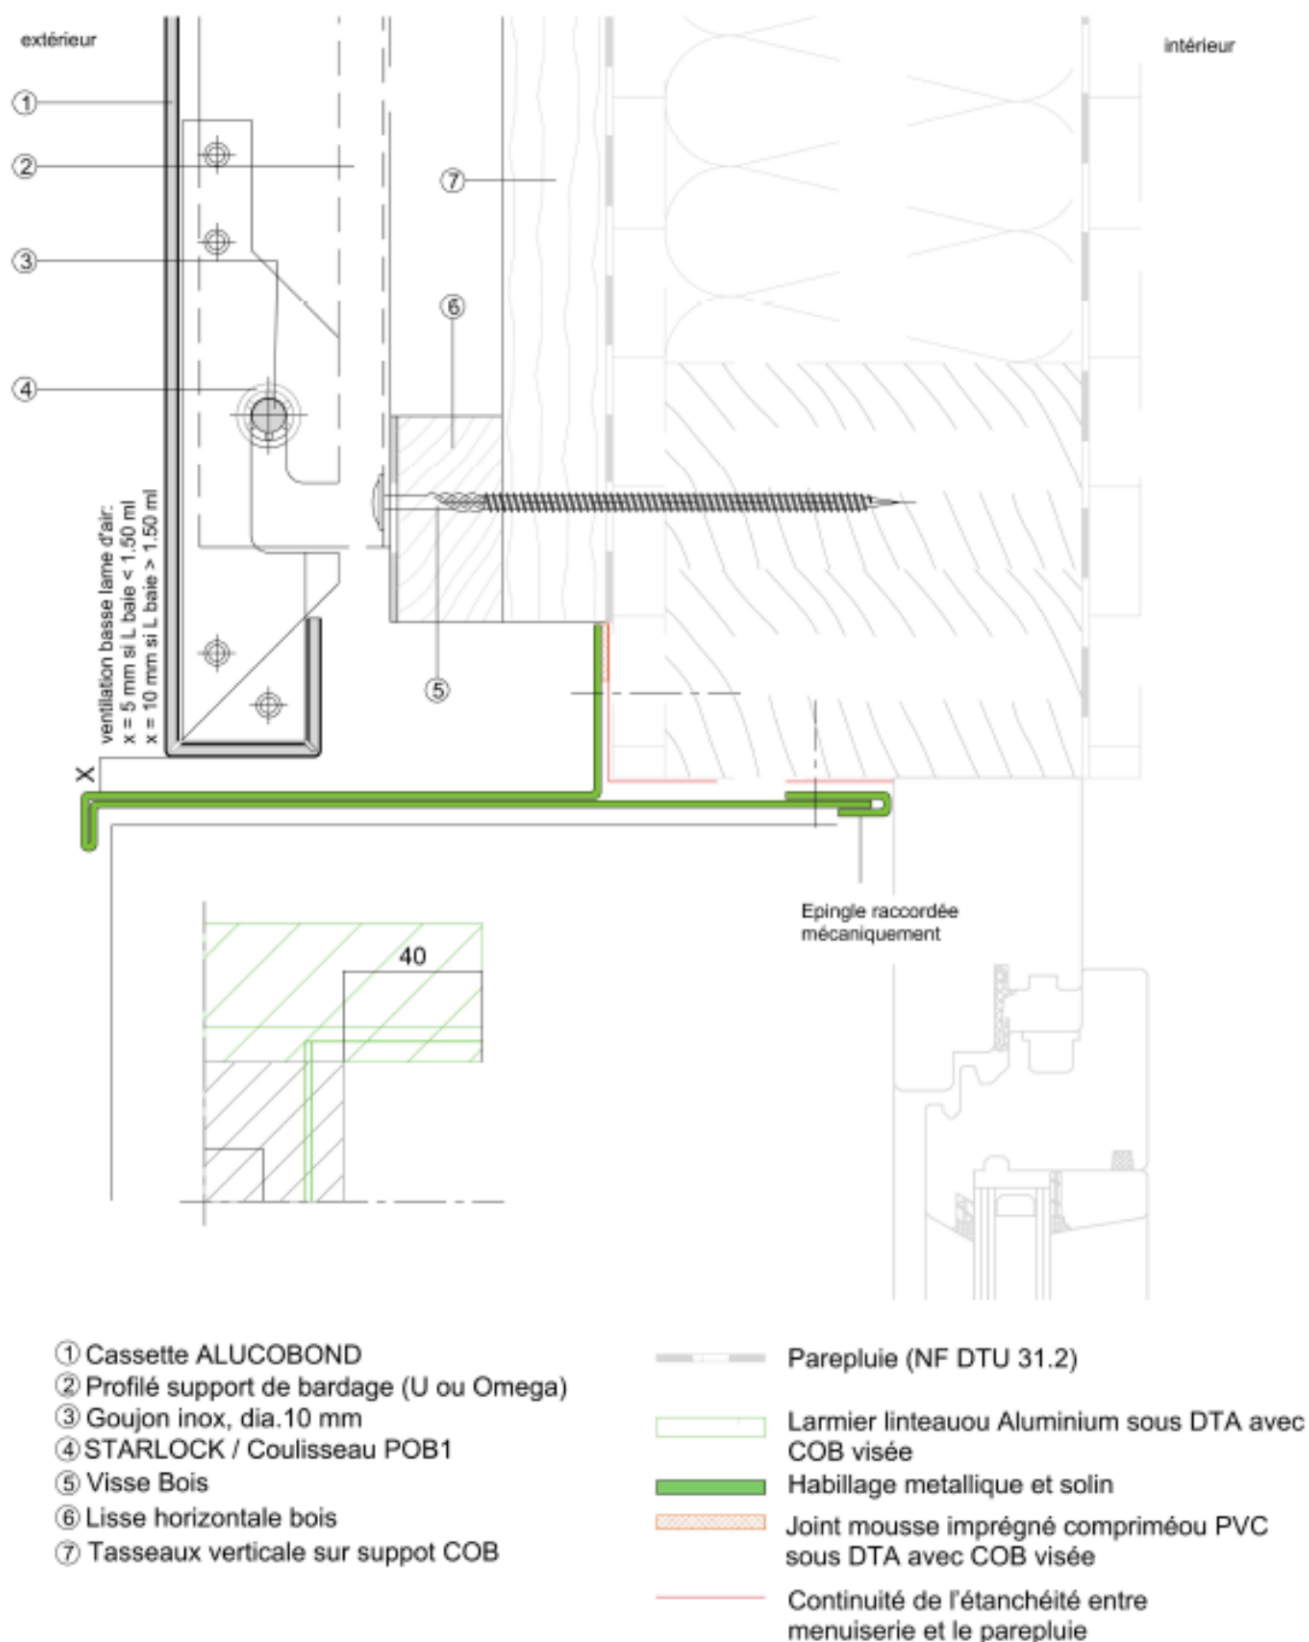 extérieur
intérieur
1
2
3
4
5
6
7
ventilation basse lame d'air:
x = 5 mm si L baie < 1.50 ml
x = 10 mm si L baie > 1.50 ml
X
Epingle raccordée
mécaniquement
40
1 Cassette ALUCOBOND
2 Profilé support de bardage (U ou Omega)
3 Goujon inox, dia.10 mm
4 STARLOCK / Coulisseau POB1
5 Visse Bois
6 Lisse horizontale bois
7 Tasseaux verticale sur suppot COB
Parepluie (NF DTU 31.2)
Larmier linteauou Aluminium sous DTA avec
COB visée
Habillage metallique et solin
Joint mousse imprégné compriméou PVC
sous DTA avec COB visée
Continuité de l'étanchéité entre
menuiserie et le parepluie